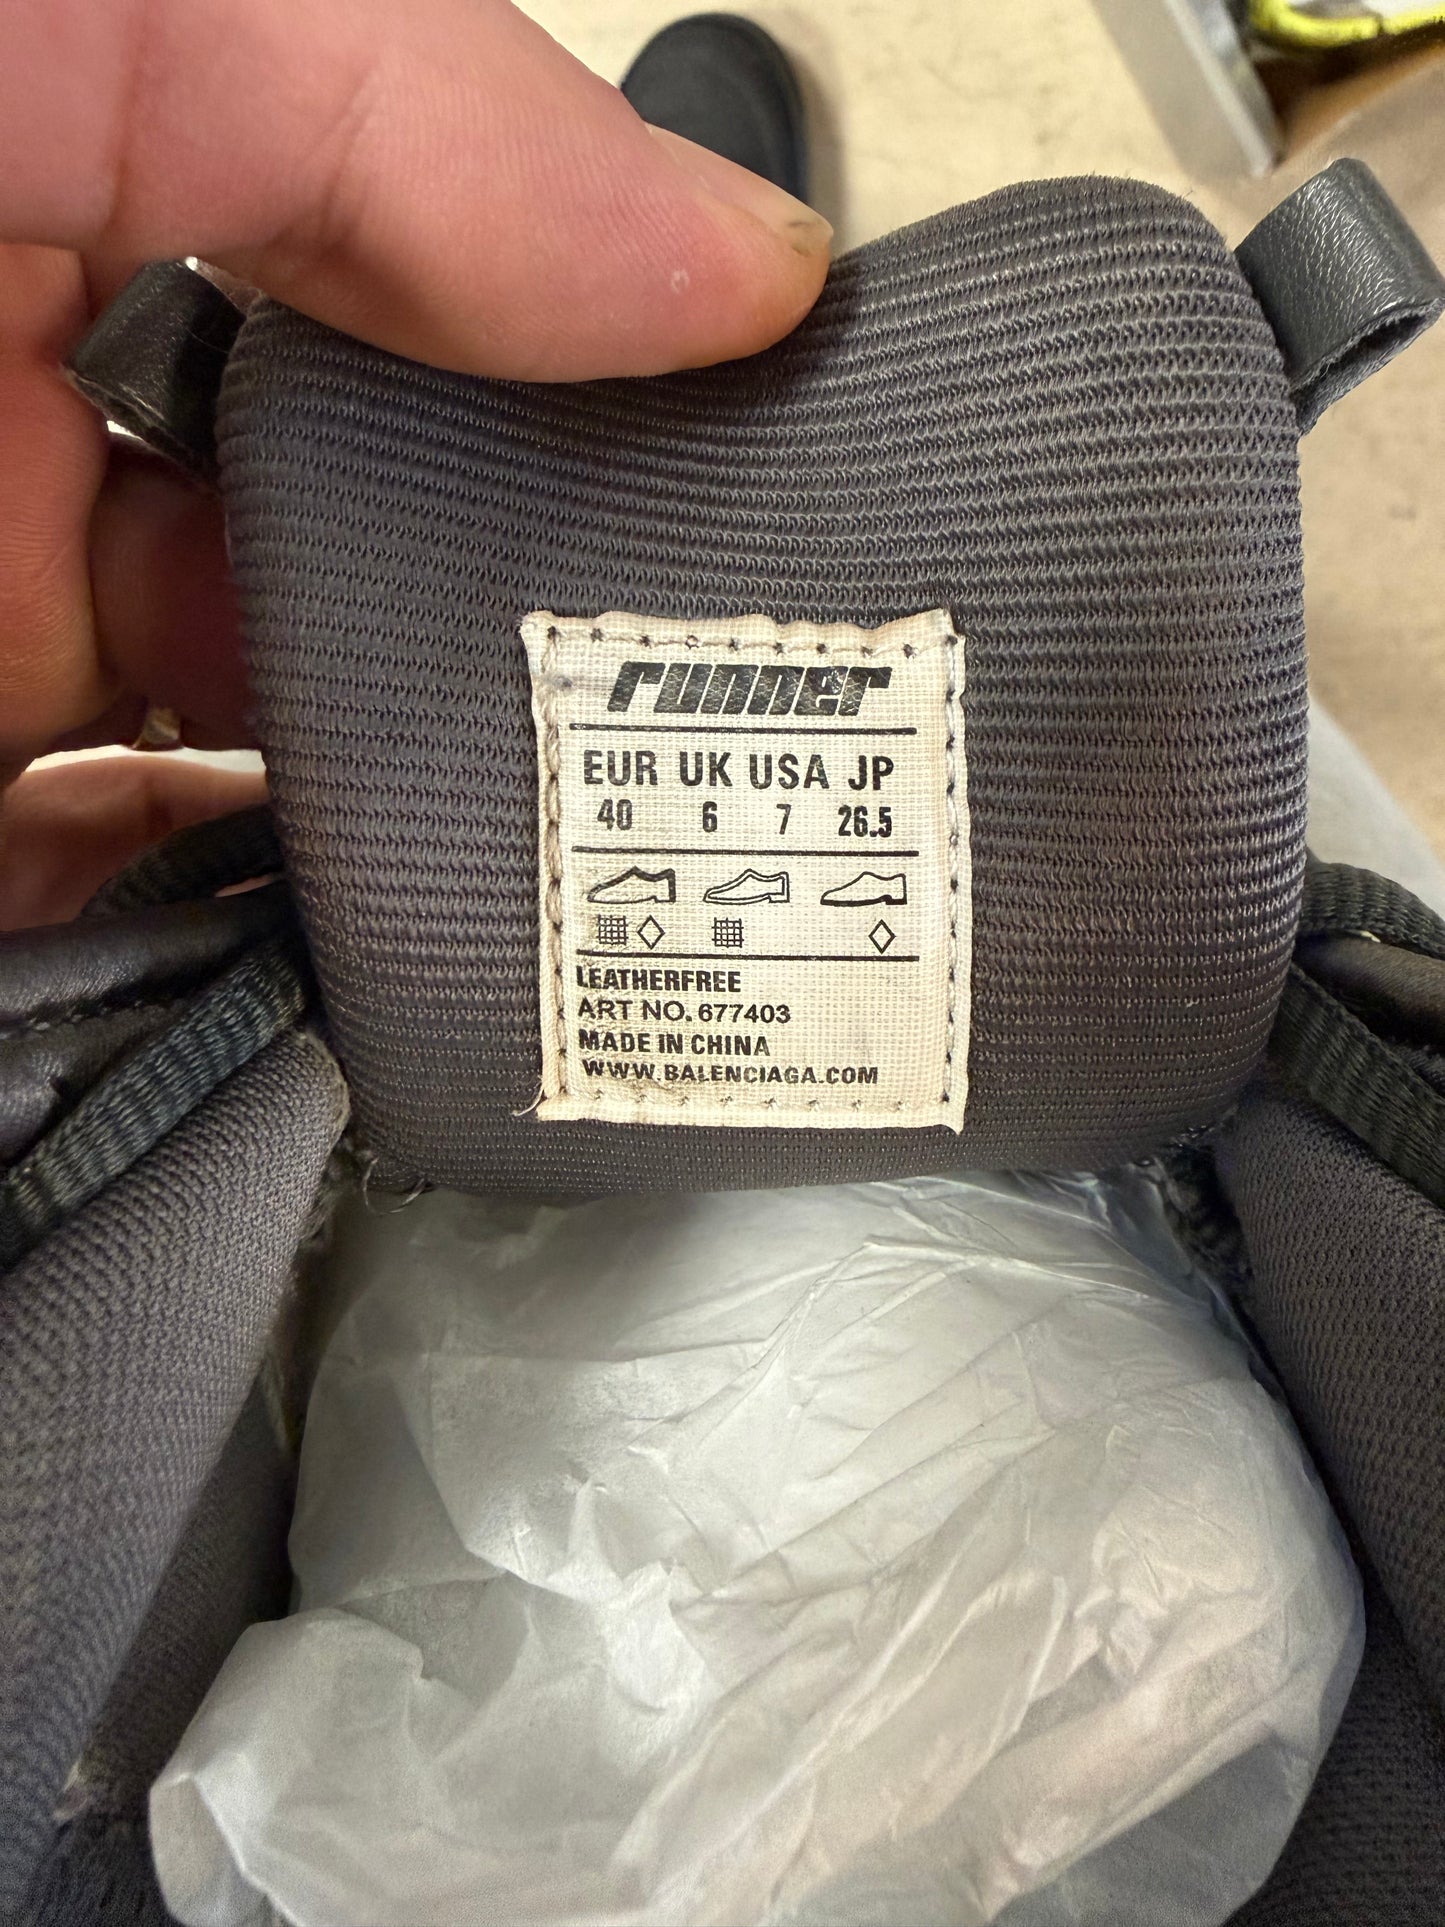 runner
EUR UK USA JP
40 6 7 26.5
LEATHERFREE
ART NO. 677403
MADE IN CHINA
WWW.BALENCIAGA.COM